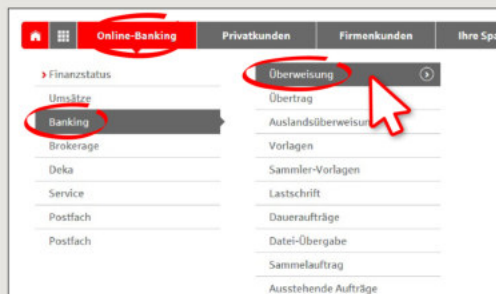 Online-Banking Privatkunden Firmenkunden Ihre Spa
Finanzstatus
Umsätze
Banking
Brokerage
Deka
Service
Postfach
Postfach
Überweisung
Übertrag
Auslandsüberweisun
Vorlagen
Sammler-Vorlagen
Lastschrift
Daueraufträge
Datei-Übergabe
Sammelauftrag
Ausstehende Aufträge